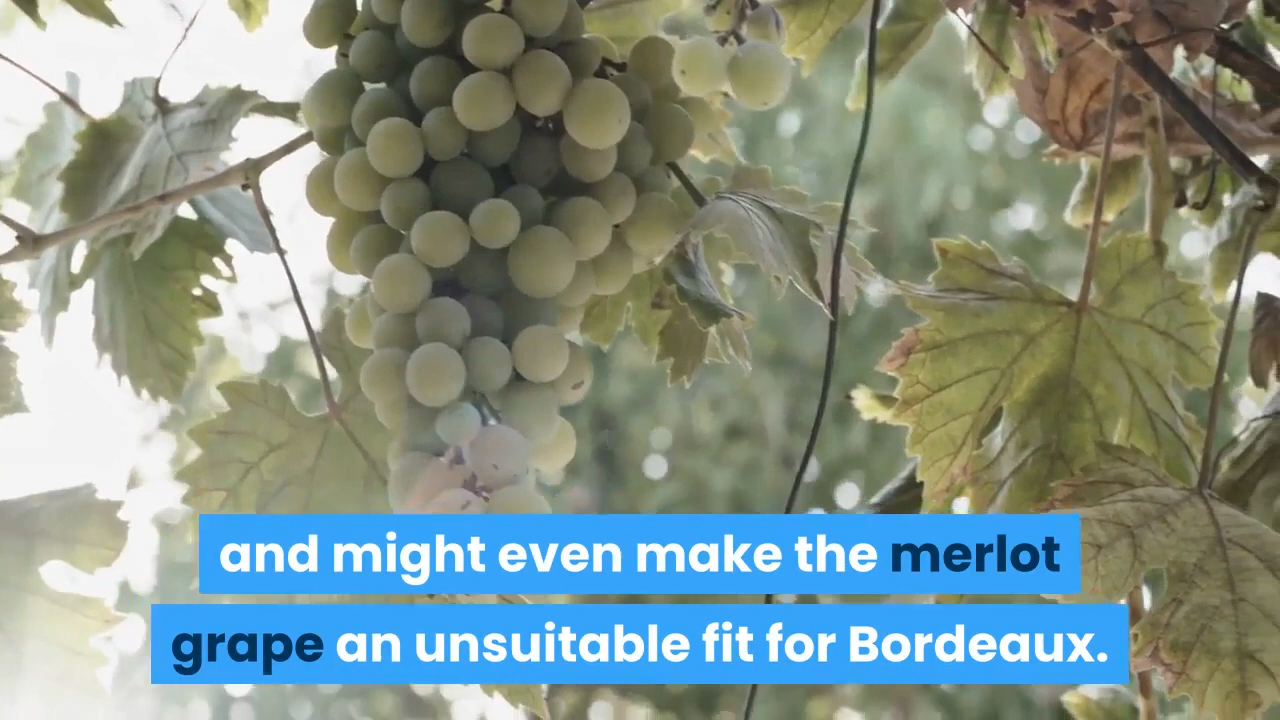 and might even make the merlot
grape an unsuitable fit for Bordeaux.